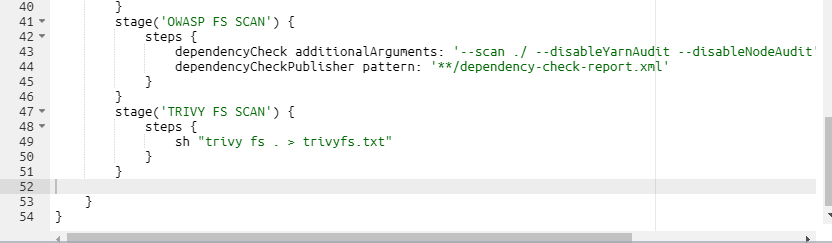 40 }
41 stage('OWASP FS SCAN') {
42 steps {
43 dependencyCheck additionalArguments: '--scan ./ --disableYarnAudit --disableNodeAudit'
44 dependencyCheckPublisher pattern: '**/dependency-check-report.xml'
45 }
46 }
47 stage('TRIVY FS SCAN') {
48 steps {
49 sh "trivy fs . > trivyfs.txt"
50 }
51 }
52
53 }
54 }